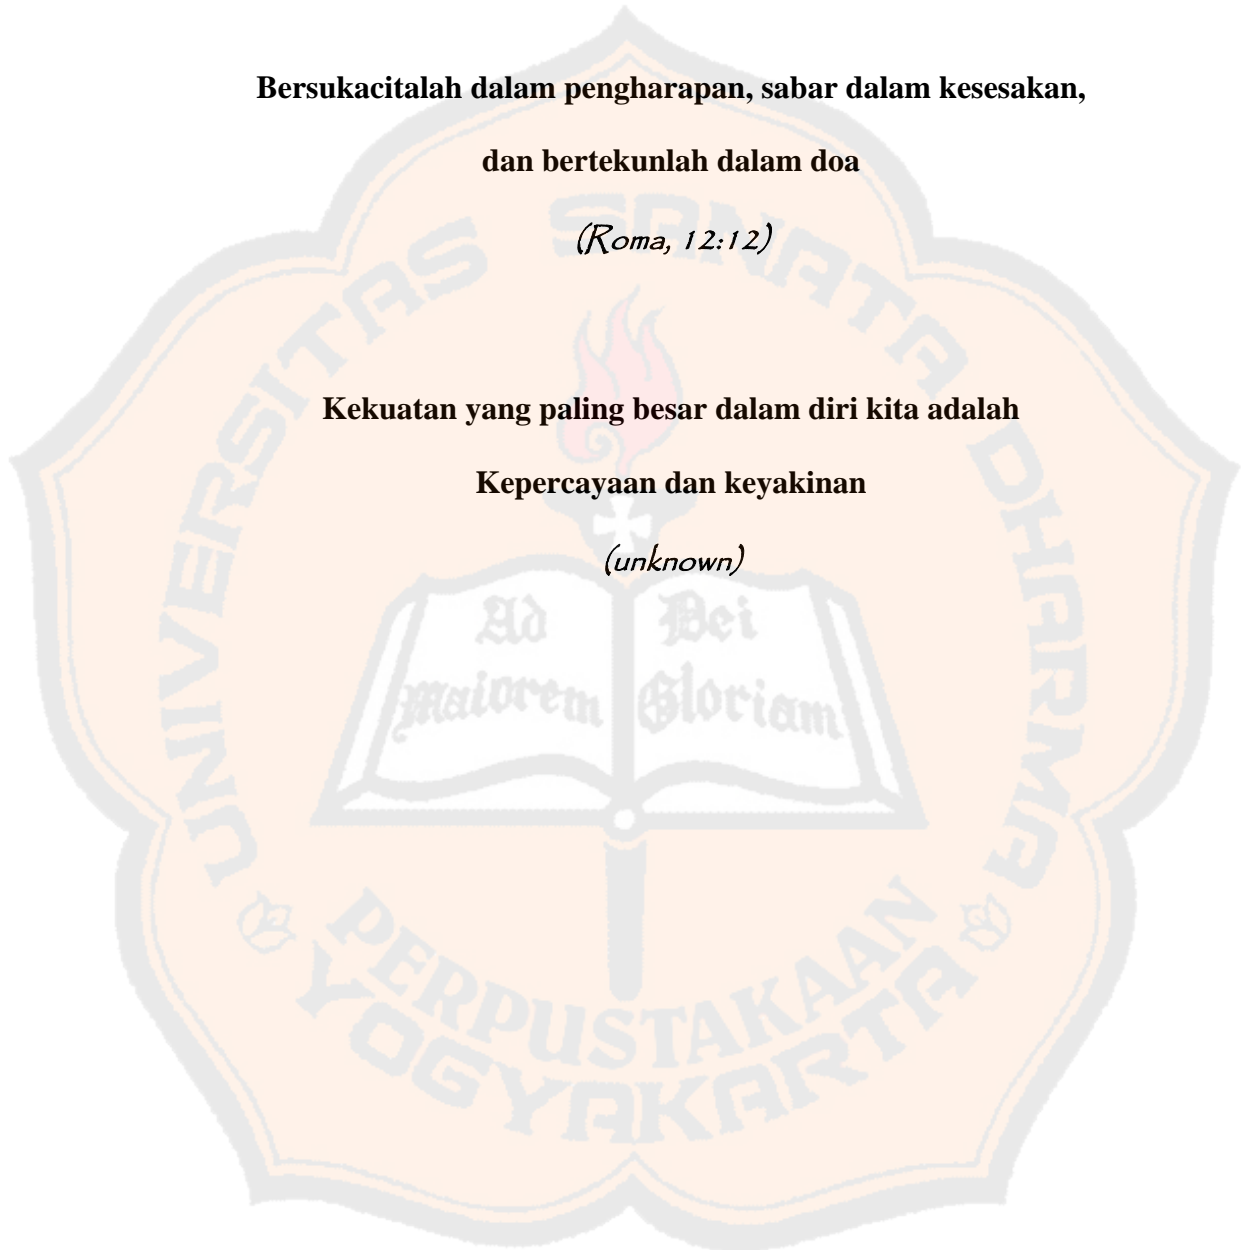 Bersukacitalah dalam pengharapan, sabar dalam kesesakan,
dan bertekunlah dalam doa
(Roma, 12:12)
Kekuatan yang paling besar dalam diri kita adalah
Kepercayaan dan keyakinan
(unknown)
UNIVERSITAS SANATA DHARMA
Ad Dei
Maiorem Gloriam
PERPUSTAKAAN
YOGYAKARTA